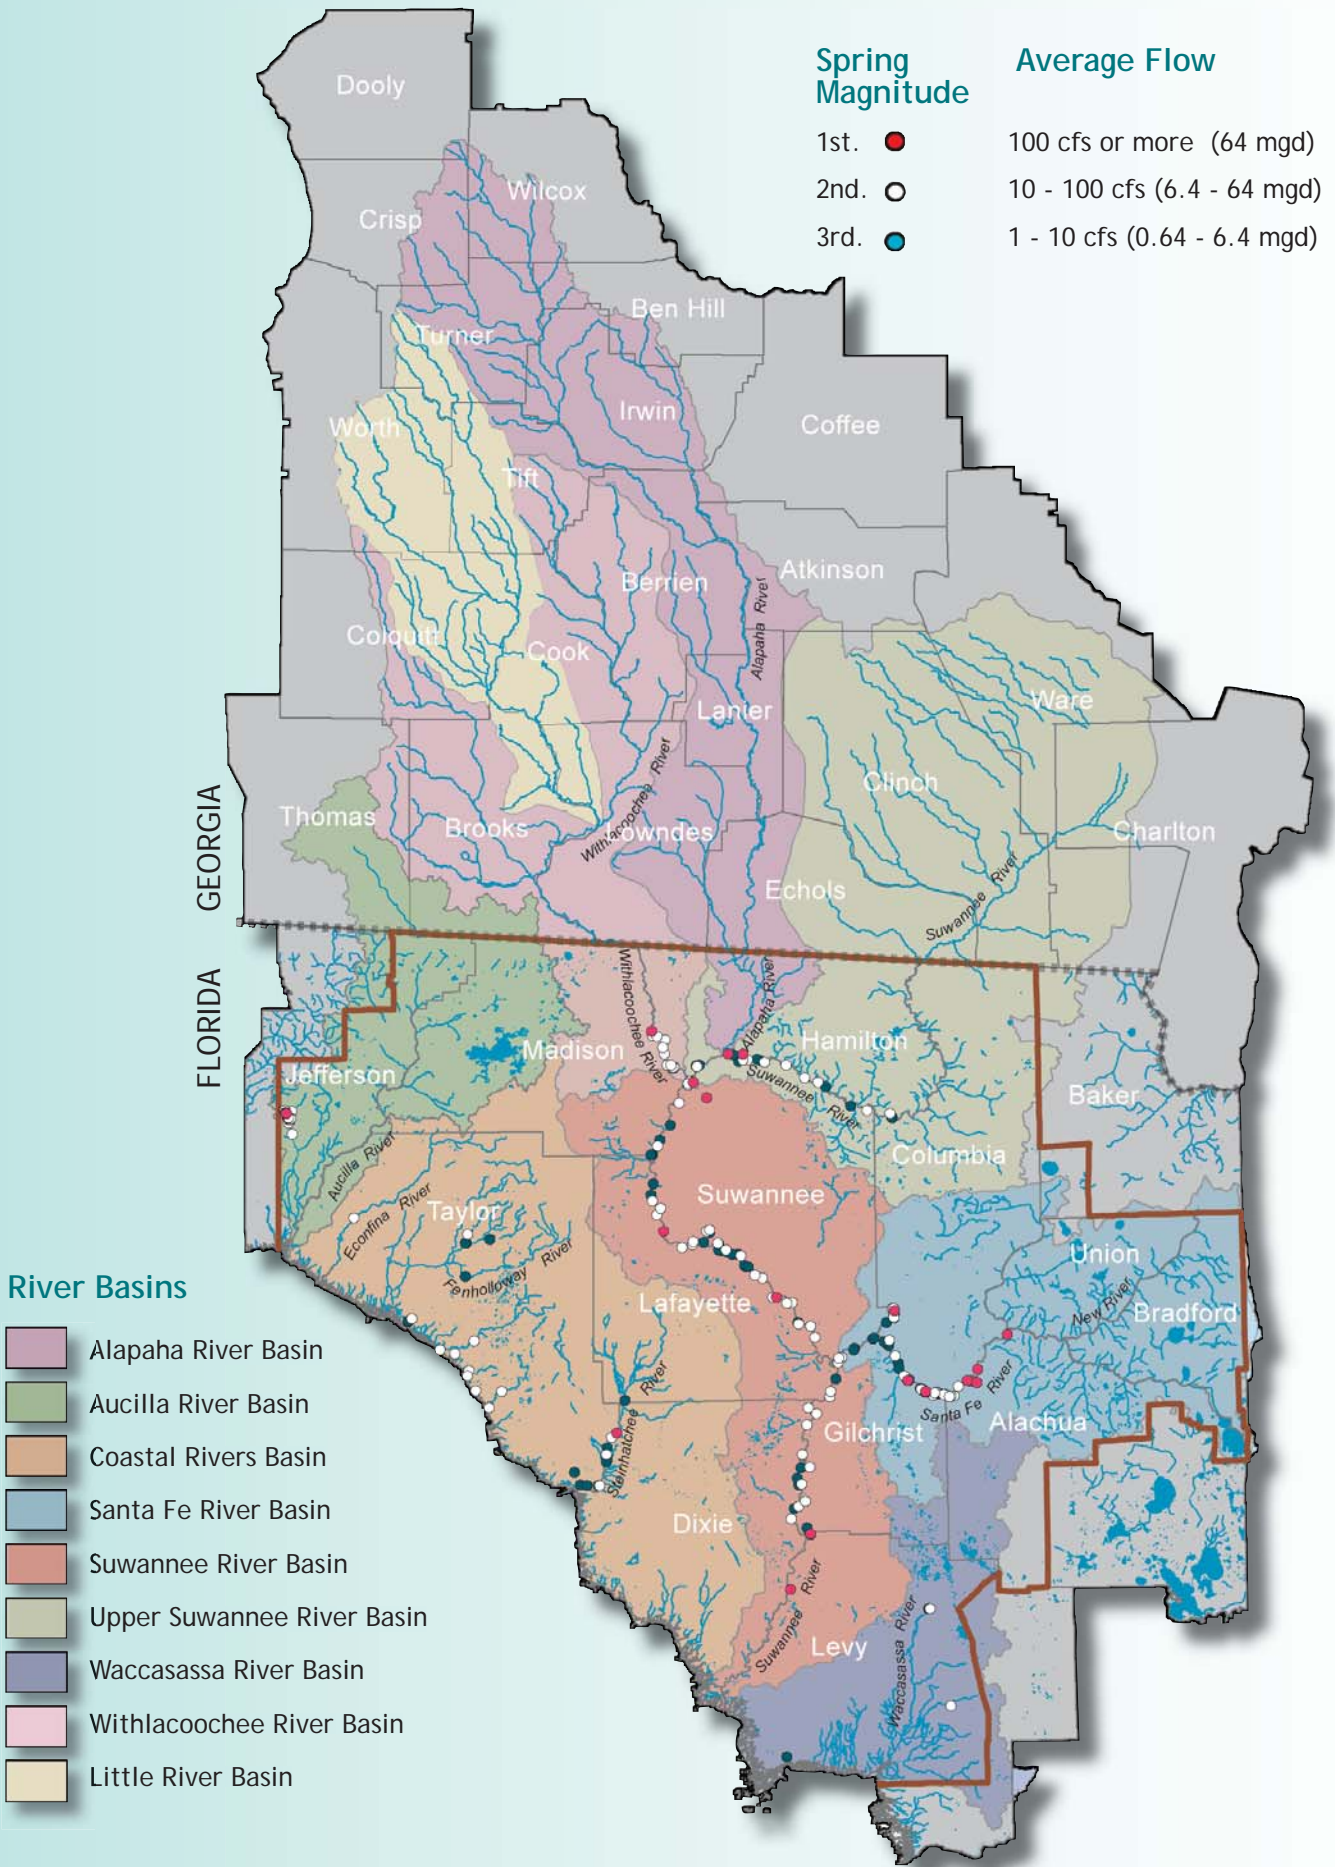 Spring Magnitude
Average Flow
1st.
100 cfs or more (64 mgd)
2nd.
10 - 100 cfs (6.4 - 64 mgd)
3rd.
1 - 10 cfs (0.64 - 6.4 mgd)
Dooly
Wilcox
Crisp
Ben Hill
Turner
Irwin
Worth
Coffee
Tift
Atkinson
Berrien
Alapaha River
Colquitt
Cook
Ware
Lanier
Clinch
Withlacoochee River
GEORGIA
Thomas
Brooks
Lowndes
Charlton
Echols
Suwannee River
FLORIDA
Withlacoochee River
Alapaha River
Hamilton
Madison
Jefferson
Suwannee River
Baker
Aucilla River
Columbia
Suwannee
Econfina River
Taylor
Fenholloway River
Union
New River
Bradford
Lafayette
Steinhatchee River
Santa Fe River
Alachua
Gilchrist
Dixie
Suwannee River
Levy
Waccasassa River
River Basins
Alapaha River Basin
Aucilla River Basin
Coastal Rivers Basin
Santa Fe River Basin
Suwannee River Basin
Upper Suwannee River Basin
Waccasassa River Basin
Withlacoochee River Basin
Little River Basin